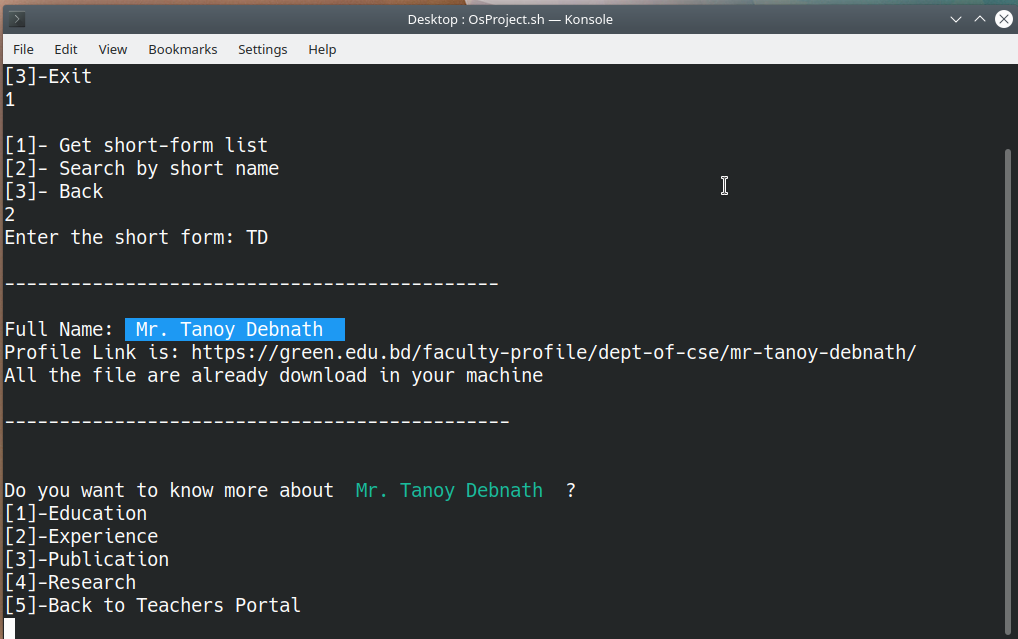 Desktop : OsProject.sh — Konsole
File Edit View Bookmarks Settings Help
[3]-Exit
1
[1]- Get short-form list
[2]- Search by short name
[3]- Back
2
Enter the short form: TD
---------------------------------------------
Full Name: Mr. Tanoy Debnath
Profile Link is: https://green.edu.bd/faculty-profile/dept-of-cse/mr-tanoy-debnath/
All the file are already download in your machine
----------------------------------------------
Do you want to know more about Mr. Tanoy Debnath ?
[1]-Education
[2]-Experience
[3]-Publication
[4]-Research
[5]-Back to Teachers Portal